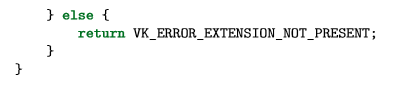 } else {
        return VK_ERROR_EXTENSION_NOT_PRESENT;
    }
}